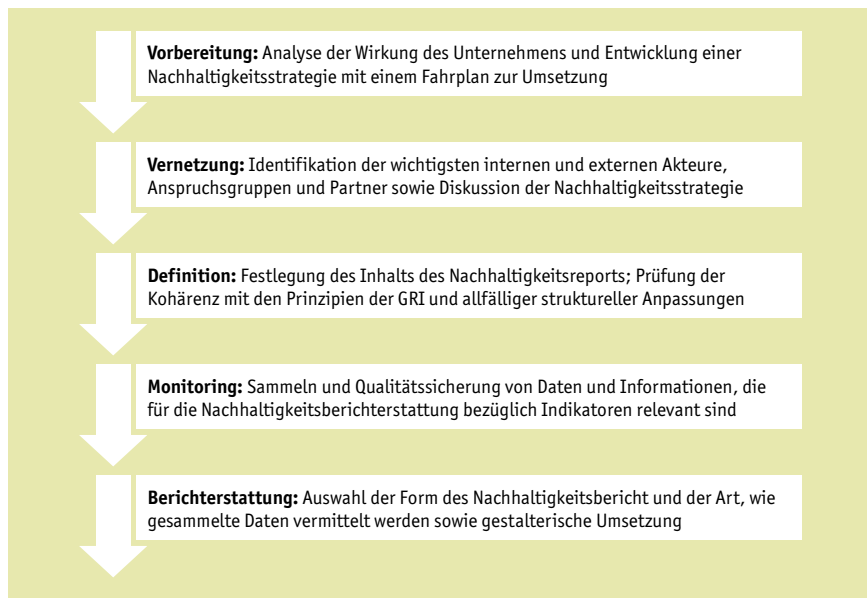 Vorbereitung: Analyse der Wirkung des Unternehmens und Entwicklung einer
Nachhaltigkeitsstrategie mit einem Fahrplan zur Umsetzung
Vernetzung: Identifikation der wichtigsten internen und externen Akteure,
Anspruchsgruppen und Partner sowie Diskussion der Nachhaltigkeitsstrategie
Definition: Festlegung des Inhalts des Nachhaltigkeitsreports; Prüfung der
Kohärenz mit den Prinzipien der GRI und allfälliger struktureller Anpassungen
Monitoring: Sammeln und Qualitätssicherung von Daten und Informationen, die
für die Nachhaltigkeitsberichterstattung bezüglich Indikatoren relevant sind
Berichterstattung: Auswahl der Form des Nachhaltigkeitsbericht und der Art, wie
gesammelte Daten vermittelt werden sowie gestalterische Umsetzung